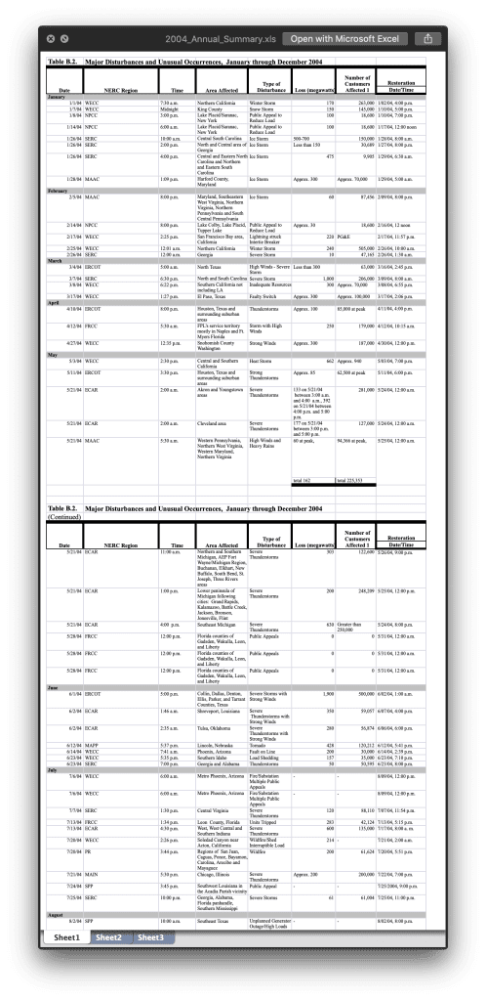 2004_Annual_Summary.xls
Open with Microsoft Excel
Table B.2. Major Disturbances and Unusual Occurrences, January through December 2004
Date NERC Region Time Area Affected Type of Disturbance Loss (megawatts) Number of Customers Affected 1 Restoration Date/Time
January
1/1/04 WECC 7:30 a.m. Northern California Winter Storm 170 263,000 1/02/04, 4:00 p.m.
1/7/04 WECC Midnight King County Snow Storm 150 143,000 1/10/04, 5:00 p.m.
1/8/04 NPCC 3:00 p.m. Lake Placid/Saranac, New York Public Appeal to Reduce Load 100 18,600 1/10/04, 7:00 p.m.
1/14/04 NPCC 6:00 a.m. Lake Placid/Saranac, New York Public Appeal to Reduce Load 100 18,600 1/17/04, 12:00 noon
1/26/04 SERC 10:00 a.m. Central South Carolina Ice Storm 500-700 150,000 1/28/04, 8:00 a.m.
1/26/04 SERC 2:00 p.m. North and Central area of Georgia Ice Storm Less than 150 30,689 1/27/04, 8:00 p.m.
1/26/04 SERC 4:00 p.m. Central and Eastern North Carolina and Northern and Eastern South Carolina Ice Storm 475 9,905 1/29/04, 6:30 a.m.
1/28/04 MAAC 1:09 p.m. Harford County, Maryland Ice Storm Approx. 300 Approx. 70,000 1/29/04, 5:00 a.m.
February
2/5/04 MAAC 8:00 p.m. Maryland, Southeastern West Virginia, Northern Virginia, Northern Pennsylvania and South Central Pennsylvania Ice Storm 60 87,456 2/09/04, 8:00 p.m.
2/14/04 NPCC 8:00 p.m. Lake Colby, Lake Placid, Tupper Lake Public Appeal to Reduce Load Approx. 30 18,600 2/16/04, 12 noon
2/17/04 WECC 2:25 p.m. San Francisco Bay area, California Lightning struck Intertie Breaker 220 PG&E 2/17/04, 11:57 p.m.
2/25/04 WECC 12:01 a.m. Northern California Winter Storm 240 505,000 2/26/04, 10:00 a.m.
2/26/04 SERC 12:00 a.m. Georgia Severe Storm 10 47,165 2/26/04, 1:30 a.m.
March
3/4/04 ERCOT 5:00 a.m. North Texas High Winds - Severe Storm Less than 300 63,000 3/16/04, 2:45 p.m.
3/7/04 SERC 6:30 p.m. North and South Carolina Severe Storm 1,000 206,000 3/09/04, 8:00 a.m.
3/8/04 WECC 6:22 p.m. Southern California not including LA Inadequate Resources 300 Approx. 70,000 3/08/04, 6:55 p.m.
3/17/04 WECC 1:27 p.m. El Paso, Texas Faulty Switch Approx. 300 Approx. 100,000 3/17/04, 2:06 p.m.
April
4/10/04 ERCOT 8:00 p.m. Houston, Texas and surrounding suburban areas Thunderstorms Approx. 100 85,000 at peak 4/11/04, 4:00 p.m.
4/12/04 FRCC 5:30 a.m. FPL's service territory mostly in Naples and Ft. Myers Florida Storm with High Winds 250 179,000 4/12/04, 10:15 a.m.
4/27/04 WECC 12:35 p.m. Snohomish County Washington Strong Winds Approx. 300 187,000 4/30/04, 12:00 p.m.
May
5/3/04 WECC 2:30 p.m. Central and Southern California Heat Storm 662 Approx. 940 5/03/04, 7:00 p.m.
5/11/04 ERCOT 3:30 p.m. Houston, Texas and surrounding suburban areas Strong Thunderstorms Approx. 85 62,500 at peak 5/11/04, 6:00 p.m.
5/21/04 ECAR 2:00 a.m. Akron and Youngstown areas Severe Thunderstorms 133 on 5/21/04 between 3:00 a.m. and 4:00 a.m., 392 on 5/21/04 between 4:00 p.m. and 5:00 p.m. 201,000 5/24/04, 12:00 a.m.
5/21/04 ECAR 2:00 a.m. Cleveland area Severe Thunderstorms 177 on 5/21/04 between 3:00 p.m. and 5:00 p.m. 127,000 5/24/04, 12:00 a.m.
5/21/04 MAAC 5:30 a.m. Western Pennsylvania, Northern West Virginia, Western Maryland, Northern Virginia High Winds and Heavy Rains 60 at peak, 94,366 at peak, 5/25/04, 12:00 a.m.
total 162 total 225,353
Table B.2. Major Disturbances and Unusual Occurrences, January through December 2004
(Continued)
Date NERC Region Time Area Affected Type of Disturbance Loss (megawatts) Number of Customers Affected 1 Restoration Date/Time
5/21/04 ECAR 11:00 a.m. Northern and Southern Michigan, AEP Fort Wayne/Michigan Region, Buchanan, Elkhart, New Buffalo, South Bend, St. Joseph, Three Rivers areas Severe Thunderstorms 305 122,600 5/26/04, 9:00 p.m.
5/21/04 ECAR 1:00 p.m. Lower peninsula of Michigan following cities: Grand Rapids, Kalamazoo, Battle Creek, Jackson, Bronson, Jonesville, Flint Severe Thunderstorms 200 248,209 5/25/04, 12:00 p.m.
5/21/04 ECAR 4:00 p.m. Southeast Michigan Severe Thunderstorms 630 Greater than 230,000 5/24/04, 8:00 p.m.
5/28/04 FRCC 12:00 p.m. Florida counties of Gadsden, Wakulla, Leon, and Liberty Public Appeals 0 0 5/31/04, 12:00 a.m.
5/28/04 FRCC 12:00 p.m. Florida counties of Gadsden, Wakulla, Leon, and Liberty Public Appeals 0 0 5/31/04, 12:00 a.m.
5/28/04 FRCC 12:00 p.m. Florida counties of Gadsden, Wakulla, Leon, and Liberty Public Appeals 0 0 5/31/04, 12:00 a.m.
June
6/1/04 ERCOT 5:00 p.m. Collin, Dallas, Denton, Ellis, Parker, and Tarrant Counties, Texas Severe Storms with Strong Winds 1,900 500,000 6/02/04, 1:00 a.m.
6/2/04 ECAR 1:46 a.m. Shreveport, Louisiana Severe Thunderstorms with Strong Winds 350 59,057 6/07/04, 4:00 p.m.
6/2/04 ECAR 2:35 a.m. Tulsa, Oklahoma Severe Thunderstorms with Strong Winds 280 56,874 6/06/04, 6:00 p.m.
6/12/04 MAPP 5:37 p.m. Lincoln, Nebraska Tornado 428 120,212 6/12/04, 5:41 p.m.
6/14/04 WECC 7:41 a.m. Phoenix, Arizona Fault on Line 200 30,000 6/14/04, 2:59 p.m.
6/23/04 WECC 5:35 p.m. Southern Idaho Load Shedding 157 35,000 6/23/04, 7:10 p.m.
6/23/04 SERC 7:00 p.m. Georgia and Alabama Thunderstorms 50 50,595 6/23/04, 8:00 p.m.
July
7/6/04 WECC 6:00 a.m. Metro Phoenix, Arizona Fire/Substation Multiple Public Appeals - - 8/09/04, 12:00 p.m.
7/6/04 WECC 6:00 a.m. Metro Phoenix, Arizona Fire/Substation Multiple Public Appeals - - 8/09/04, 12:00 p.m.
7/7/04 SERC 1:30 p.m. Central Virginia Severe Thunderstorms 120 48,110 7/07/04, 11:54 p.m.
7/13/04 FRCC 1:34 p.m. Leon County, Florida Units Tripped 283 42,124 7/13/04, 5:15 p.m.
7/13/04 ECAR 4:30 p.m. West, West Central and Southern Indiana Severe Thunderstorms 600 135,000 7/17/04, 8:00 a.m.
7/20/04 WECC 2:26 p.m. Soledad Canyon near Acton, California Wildfire/Shed Interruptible Load 214 - 7/21/04, 2:00 a.m.
7/20/04 PR 3:44 p.m. Regions of San Juan, Caguas, Ponce, Bayamon, Carolina, Arecibo and Mayaguez Wildfire 200 61,624 7/20/04, 5:31 p.m.
7/21/04 MAIN 5:30 p.m. Chicago, Illinois Severe Thunderstorms Approx. 200 200,000 7/22/04, 7:00 p.m.
7/24/04 SPP 3:45 p.m. Southwest Louisiana in the Acadia Parish vicinity Public Appeal - - 7/25/2004, 9:00 p.m.
7/25/04 SERC 10:00 p.m. Georgia, Alabama, Florida panhandle, Southern Mississippi Severe Storms 61 61,004 7/25/04, 11:00 p.m.
August
8/2/04 SPP 10:00 a.m. Southeast Texas Unplanned Generator Outage/High Loads - - 8/02/04, 8:00 p.m.
Sheet1 Sheet2 Sheet3